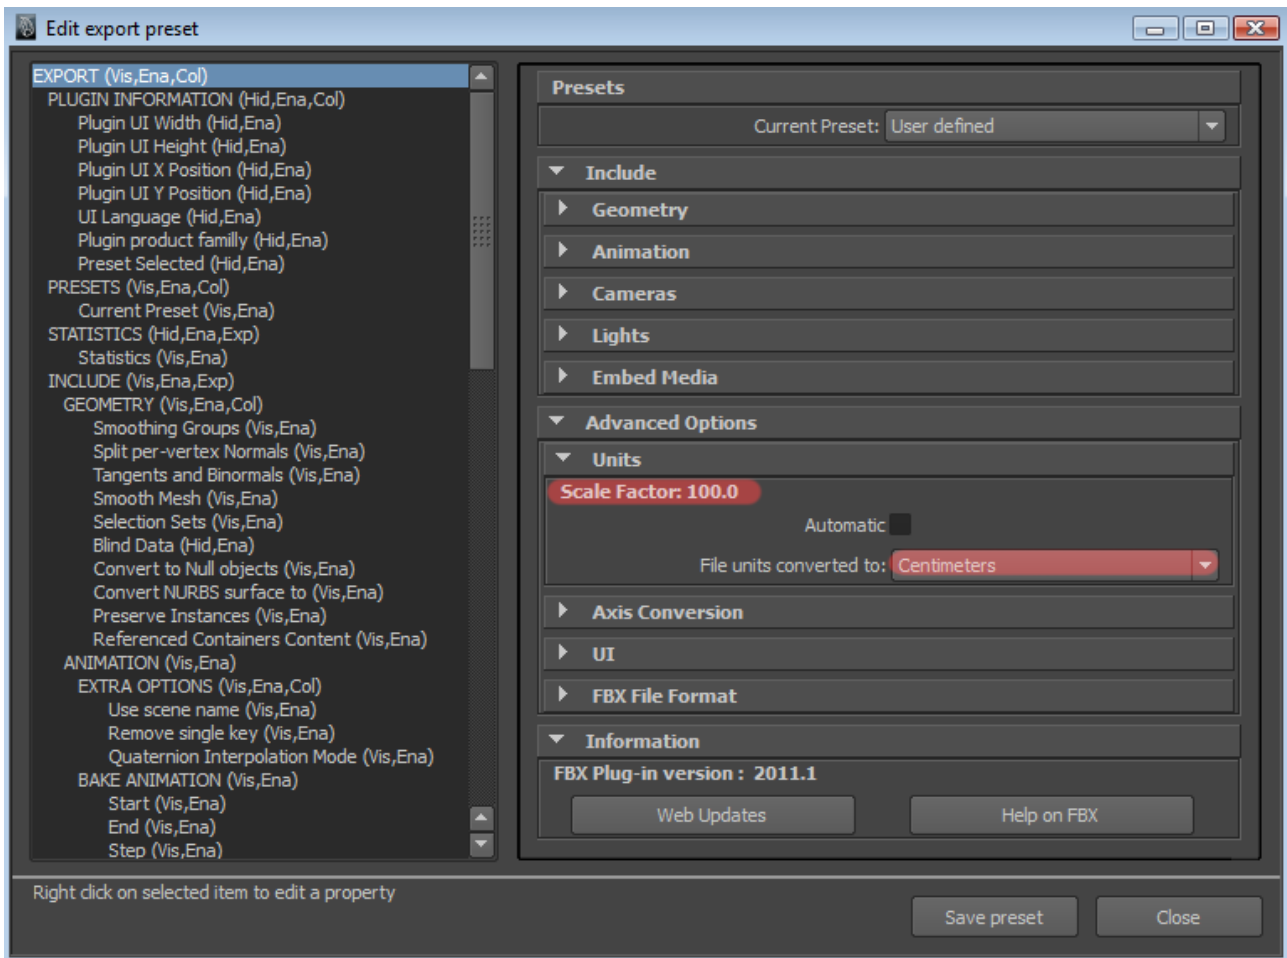 Edit export preset
EXPORT (Vis,Ena,Col)
PLUGIN INFORMATION (Hid,Ena,Col)
Plugin UI Width (Hid,Ena)
Plugin UI Height (Hid,Ena)
Plugin UI X Position (Hid,Ena)
Plugin UI Y Position (Hid,Ena)
UI Language (Hid,Ena)
Plugin product familly (Hid,Ena)
Preset Selected (Hid,Ena)
PRESETS (Vis,Ena,Col)
Current Preset (Vis,Ena)
STATISTICS (Hid,Ena,Exp)
Statistics (Vis,Ena)
INCLUDE (Vis,Ena,Exp)
GEOMETRY (Vis,Ena,Col)
Smoothing Groups (Vis,Ena)
Split per-vertex Normals (Vis,Ena)
Tangents and Binormals (Vis,Ena)
Smooth Mesh (Vis,Ena)
Selection Sets (Vis,Ena)
Blind Data (Hid,Ena)
Convert to Null objects (Vis,Ena)
Convert NURBS surface to (Vis,Ena)
Preserve Instances (Vis,Ena)
Referenced Containers Content (Vis,Ena)
ANIMATION (Vis,Ena)
EXTRA OPTIONS (Vis,Ena,Col)
Use scene name (Vis,Ena)
Remove single key (Vis,Ena)
Quaternion Interpolation Mode (Vis,Ena)
BAKE ANIMATION (Vis,Ena)
Start (Vis,Ena)
End (Vis,Ena)
Step (Vis,Ena)
Presets
Current Preset: User defined
Include
Geometry
Animation
Cameras
Lights
Embed Media
Advanced Options
Units
Scale Factor: 100.0
Automatic
File units converted to: Centimeters
Axis Conversion
UI
FBX File Format
Information
FBX Plug-in version : 2011.1
Web Updates Help on FBX
Right click on selected item to edit a property
Save preset Close